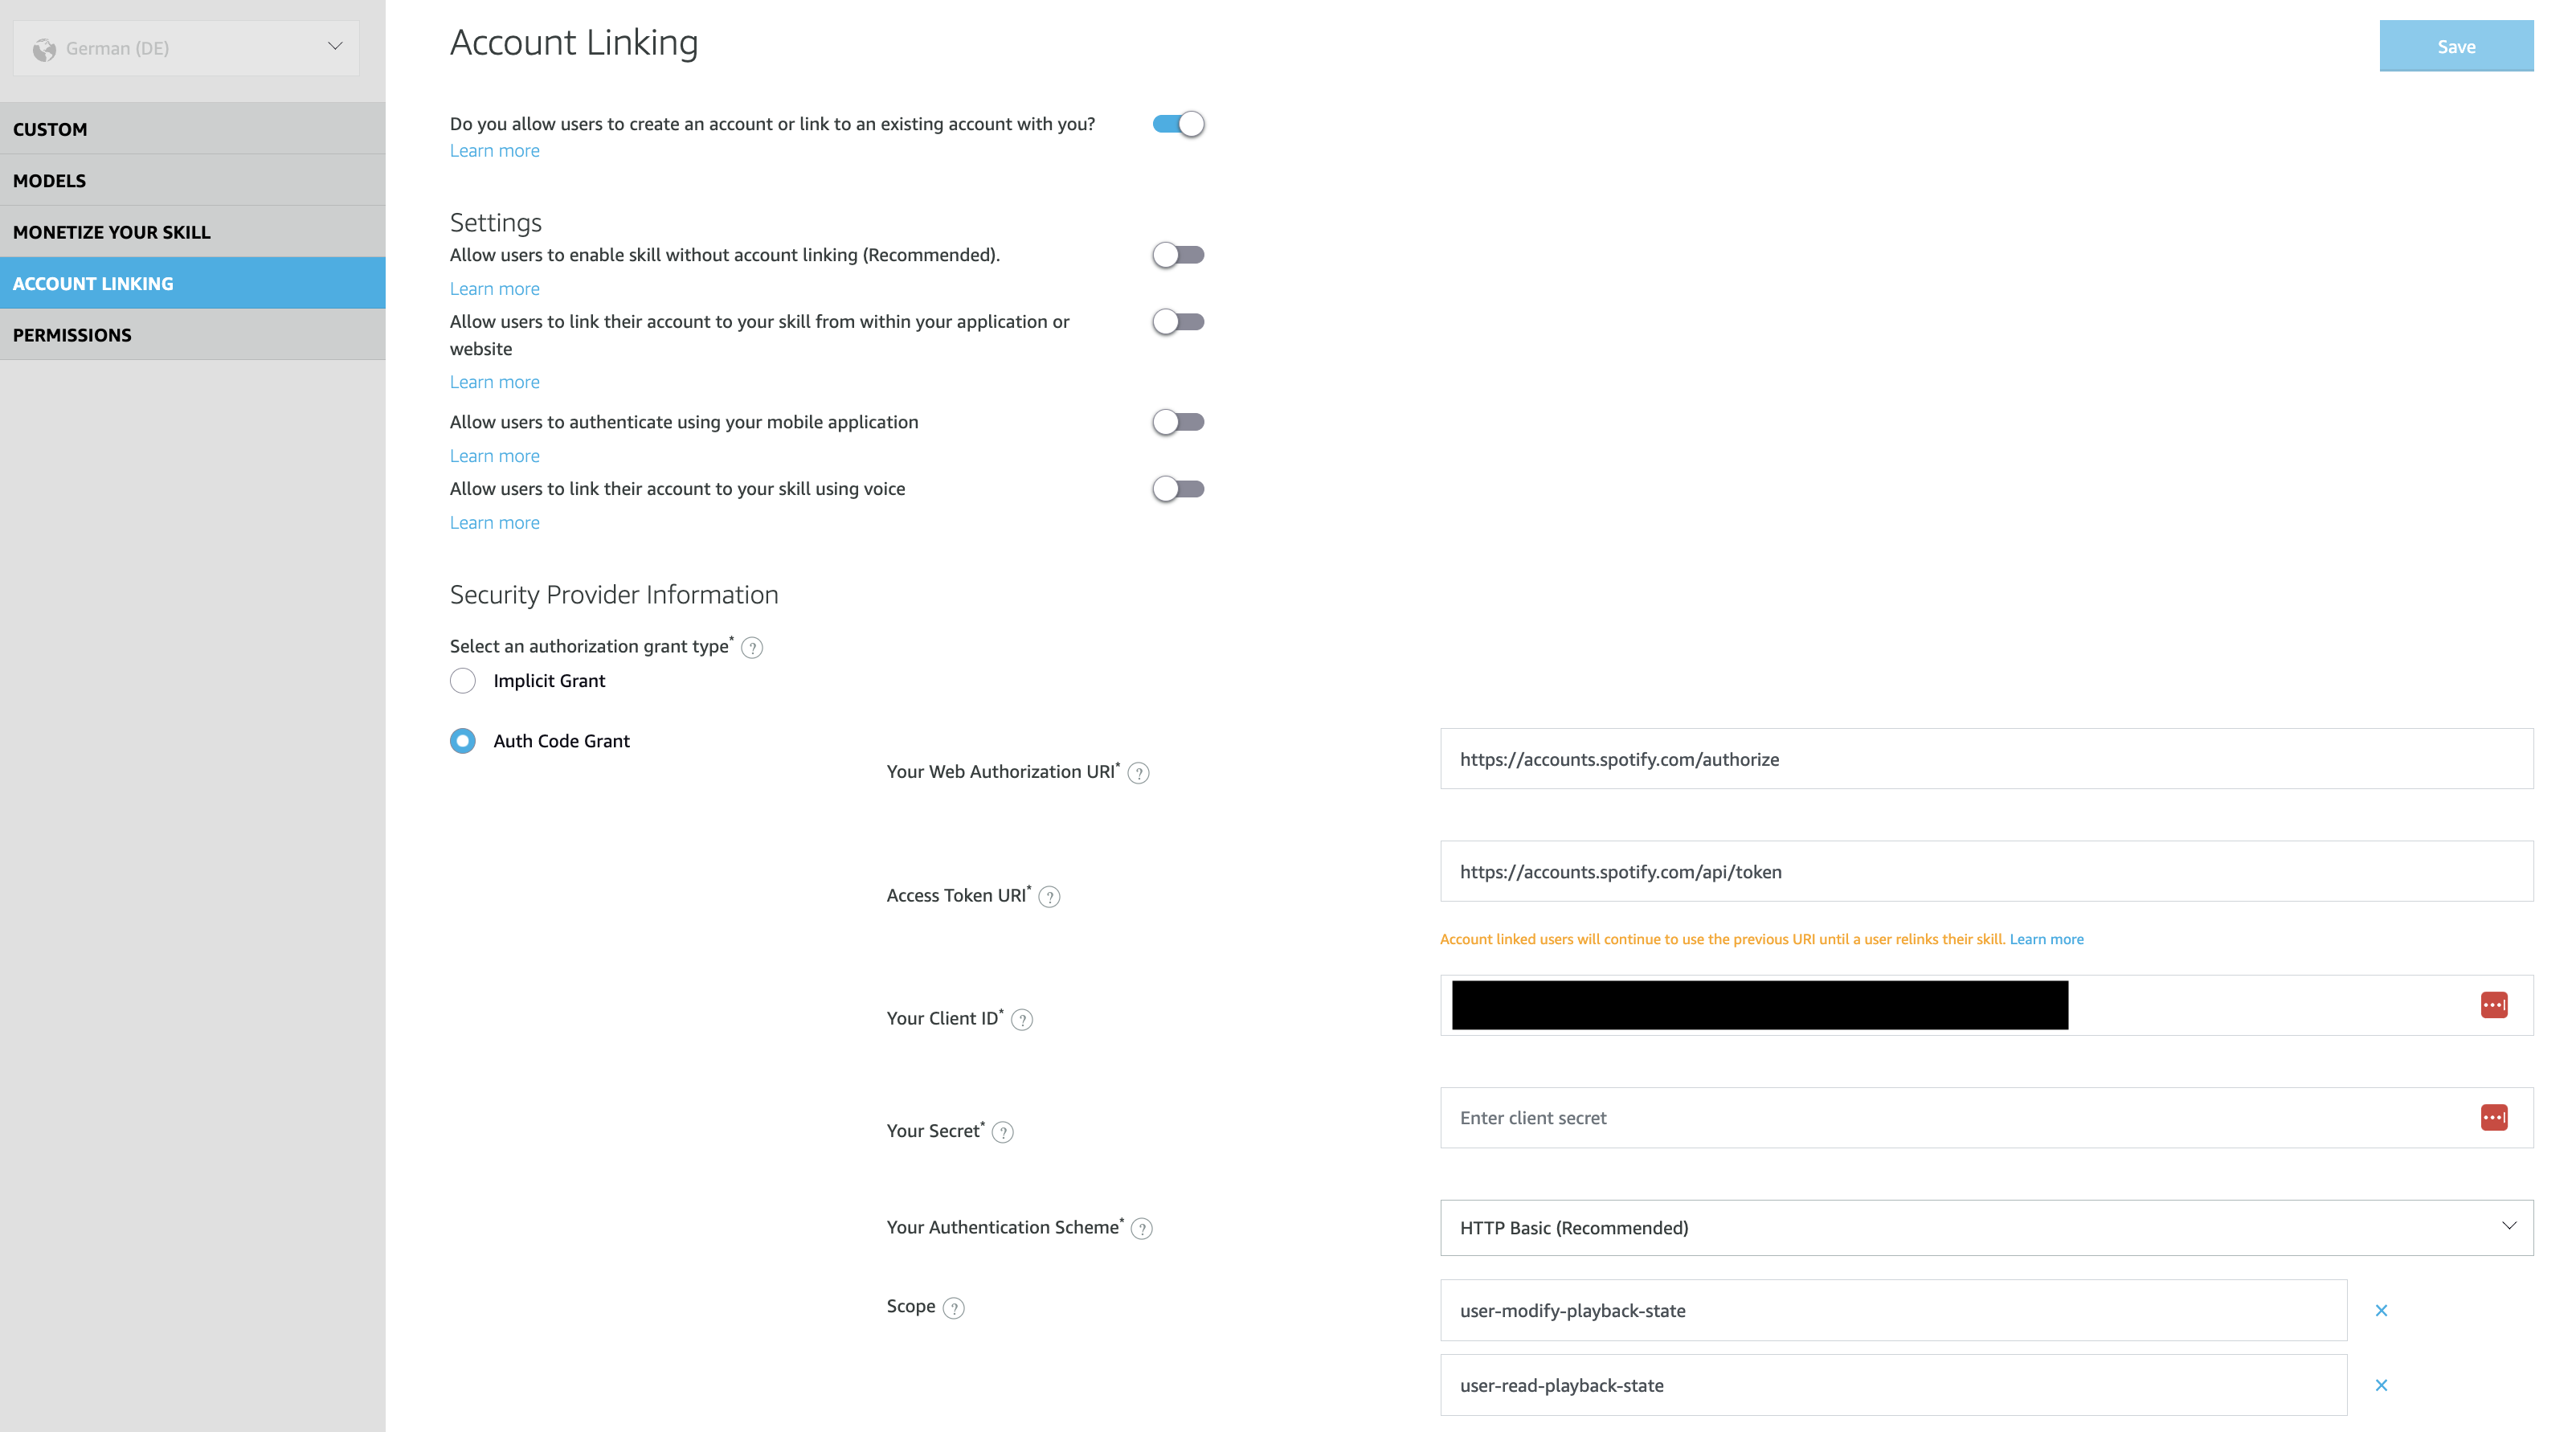 German (DE)
CUSTOM
MODELS
MONETIZE YOUR SKILL
ACCOUNT LINKING
PERMISSIONS
Account Linking
Save
Do you allow users to create an account or link to an existing account with you?
Learn more
Settings
Allow users to enable skill without account linking (Recommended).
Learn more
Allow users to link their account to your skill from within your application or
website
Learn more
Allow users to authenticate using your mobile application
Learn more
Allow users to link their account to your skill using voice
Learn more
Security Provider Information
Select an authorization grant type* ?
Implicit Grant
Auth Code Grant
Your Web Authorization URI* ?
https://accounts.spotify.com/authorize
Access Token URI* ?
https://accounts.spotify.com/api/token
Account linked users will continue to use the previous URI until a user relinks their skill. Learn more
Your Client ID* ?
Your Secret* ?
Enter client secret
Your Authentication Scheme* ?
HTTP Basic (Recommended)
Scope ?
user-modify-playback-state
user-read-playback-state